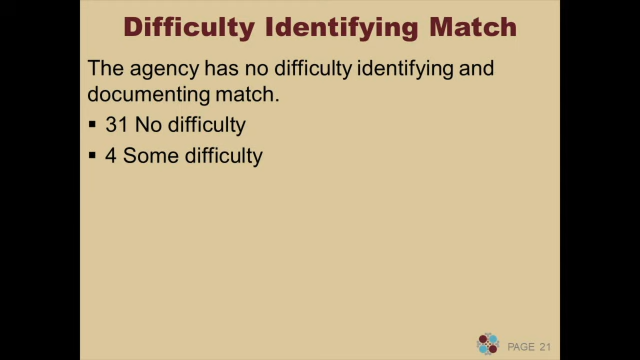 Difficulty Identifying Match
The agency has no difficulty identifying and
documenting match.
▪ 31 No difficulty
▪ 4 Some difficulty
PAGE 21